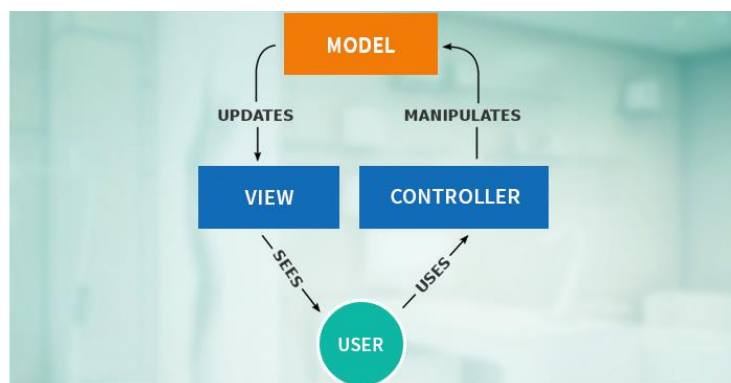 MODEL
UPDATES
MANIPULATES
VIEW
CONTROLLER
SEES
USES
USER